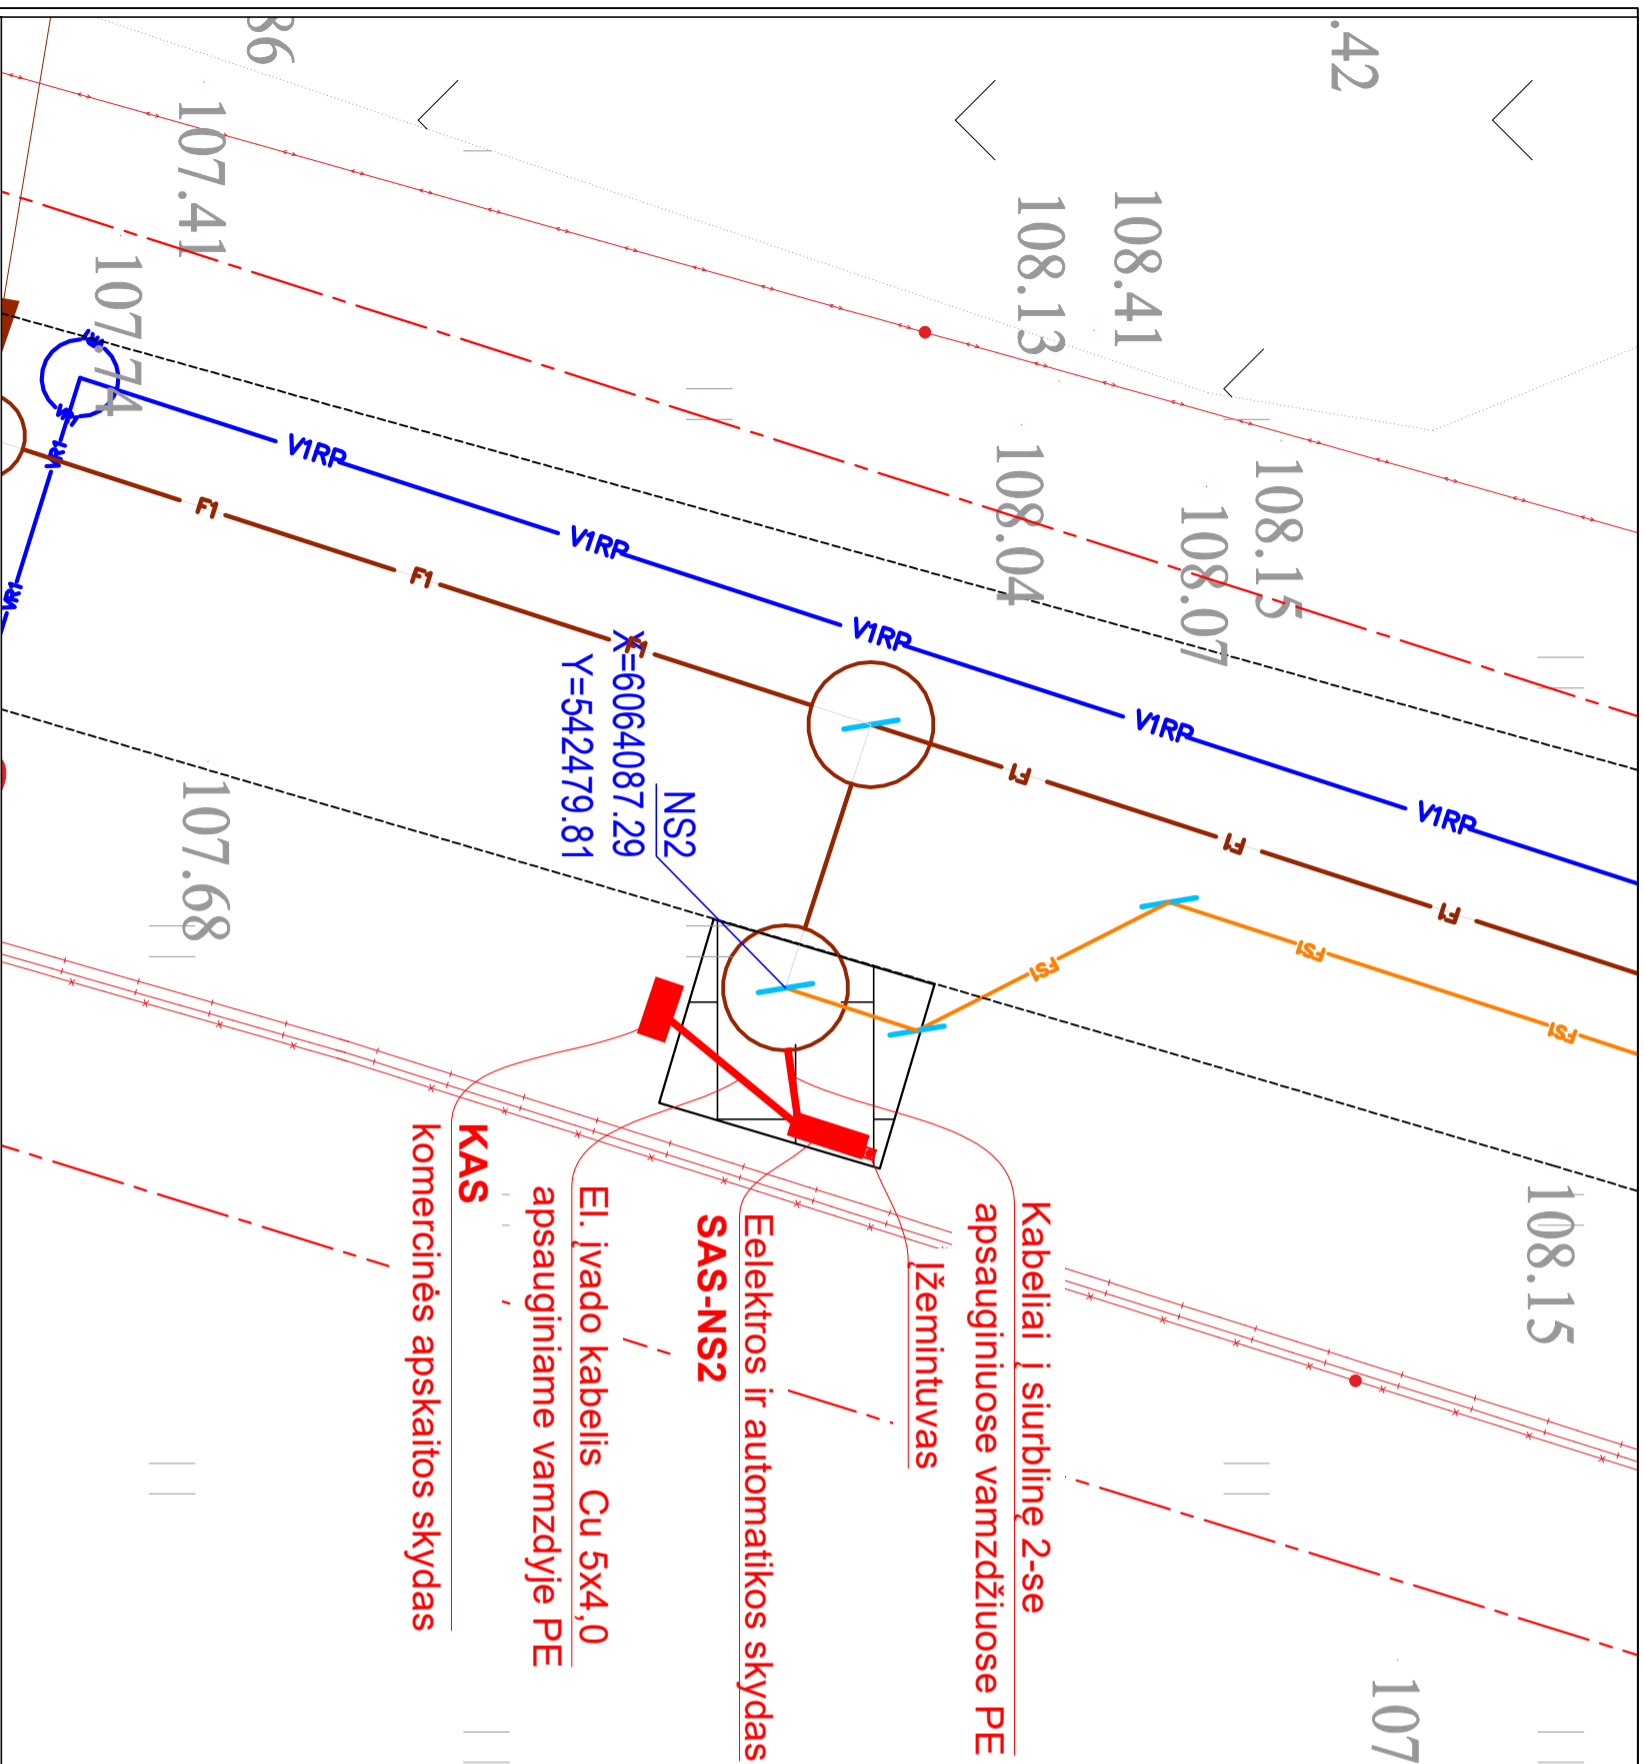 .42
108.41
108.13
108.15
108.07
108.04
86
107.41
107.74
V1RP
V1RP
V1RP
V1RP
V1RP
VR1
VR1
F1
F1
F1
F1
F1
F1
FS1
FS1
FS1
NS2
X=6064087.29
Y=542479.81
107.68
108.15
107
Kabeliai į siurblinę 2-se
apsauginiuose vamzdžiuose PE
Įžemintuvas
Eelektros ir automatikos skydas
SAS-NS2
El. įvado kabelis Cu 5x4,0
apsauginiame vamzdyje PE
KAS
komercinės apskaitos skydas